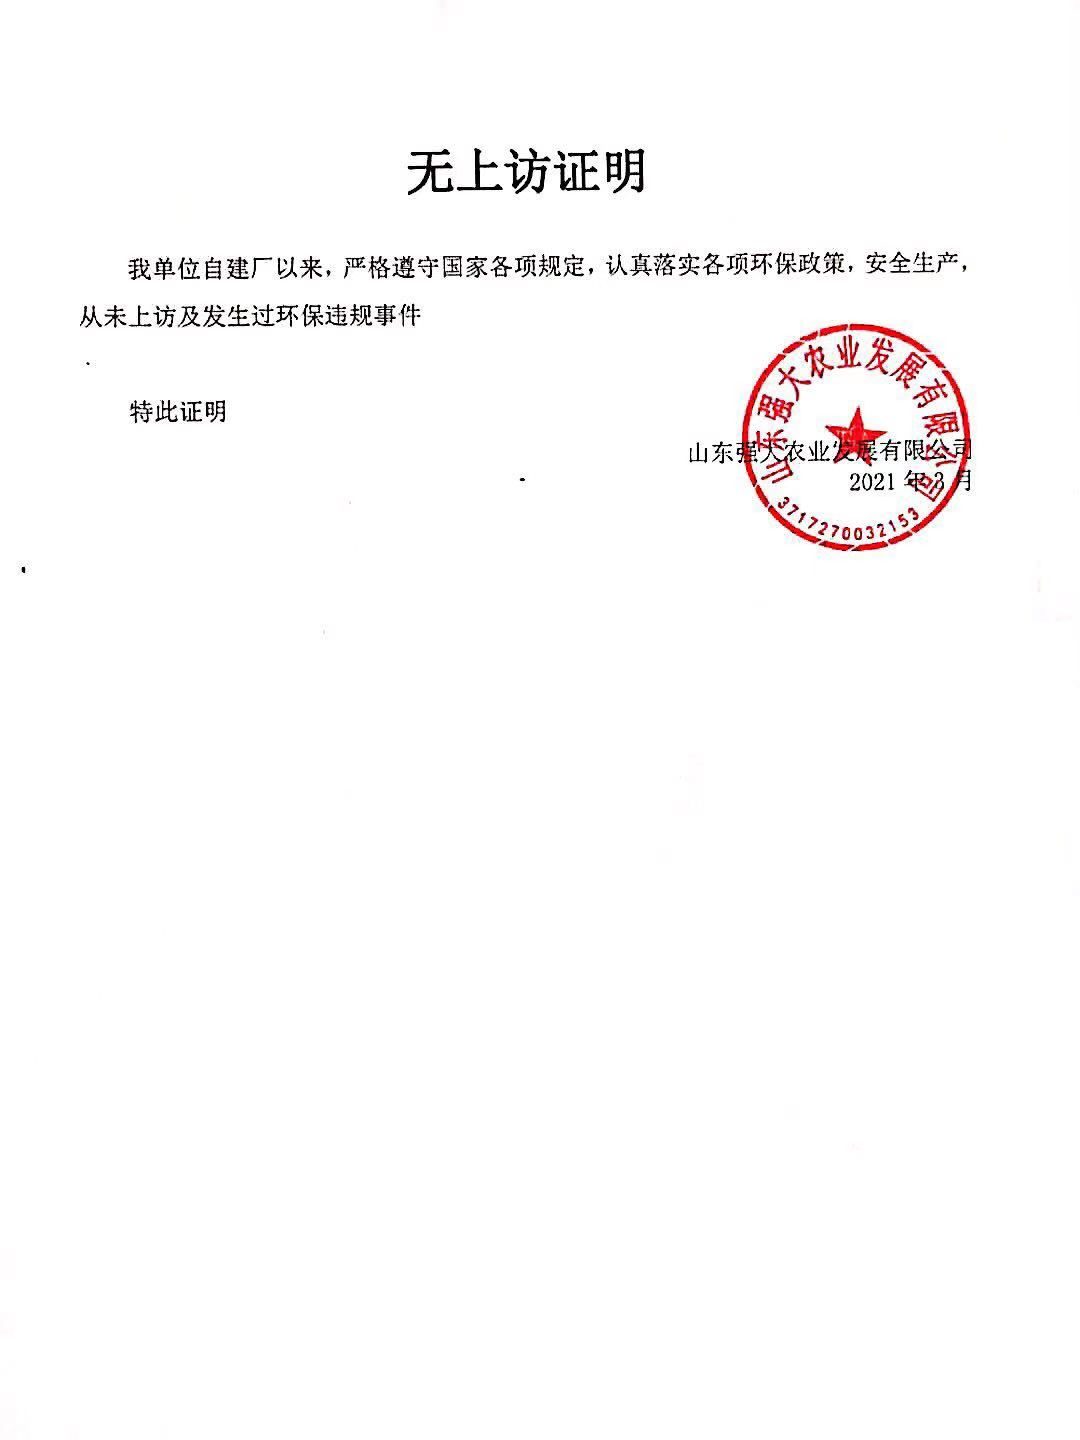 无上访证明
我单位自建厂以来，严格遵守国家各项规定，认真落实各项环保政策，安全生产，
从未上访及发生过环保违规事件
特此证明
山东强大农业发展有限公司
2021 年 3 月
山东强大农业发展有限公司
3717270032153